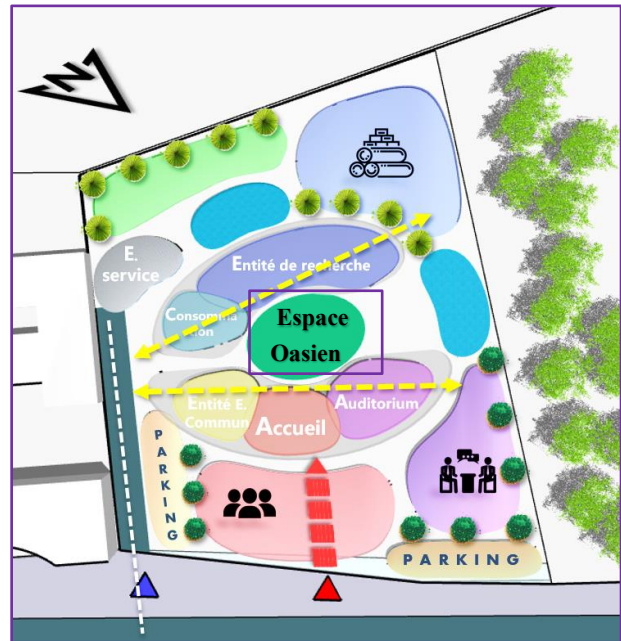 N
E.
service
Entité de recherche
Consomma
tion
Espace
Oasien
Entité E.
Commun
Accueil
Auditorium
PARKING
PARKING